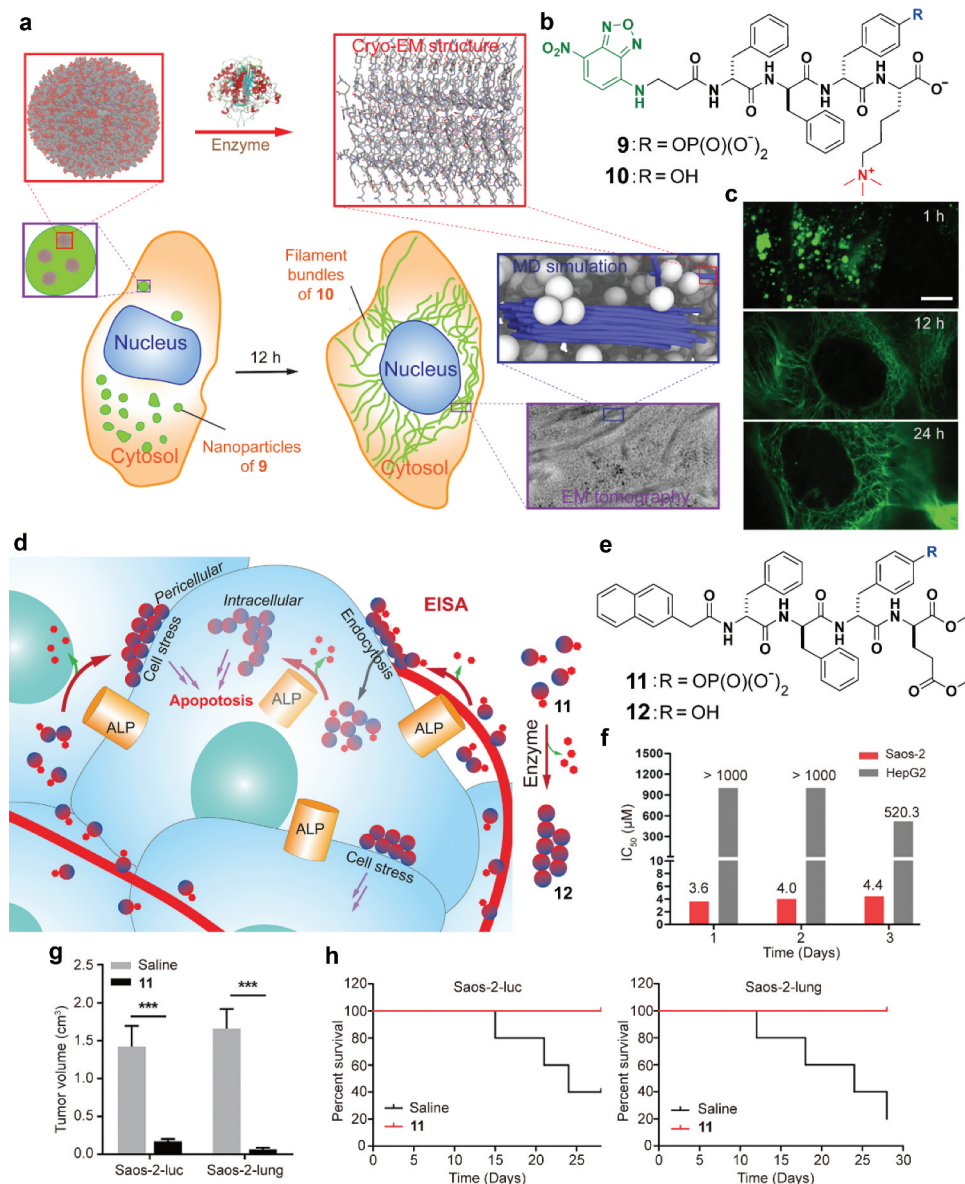 a
Cryo-EM structure
Enzyme
Filament
bundles
of 10
MD simulation
Nucleus
12 h
Nucleus
Nanoparticles
of 9
Cytosol
Cytosol
EM tomography
b
R
O₂N
N
O
N
N
H
O
N
H
O
H
N
O
N
H
O
H
N
O
O⁻
N⁺
9 : R = OP(O)(O⁻)₂
10 : R = OH
c
1 h
12 h
24 h
d
Pericellular
Cell stress
Intracellular
Endocytosis
EISA
Apopotosis
ALP
ALP
ALP
ALP
Cell stress
11
Enzyme
12
e
R
O
N
H
O
H
N
O
N
H
O
H
N
O
O
O
O
11 : R = OP(O)(O⁻)₂
12 : R = OH
f
Saos-2
HepG2
IC₅₀ (µM)
1500
1200
900
600
300
10
8
6
4
2
0
> 1000
> 1000
520.3
3.6
4.0
4.4
1
2
3
Time (Days)
g
Saline
11
Tumor volume (cm³)
2.5
2.0
1.5
1.0
0.5
0.0
***
***
Saos-2-luc
Saos-2-lung
h
Saos-2-luc
Percent survival
120
100
80
60
40
20
0
Saline
11
0 5 10 15 20 25
Time (Days)
Saos-2-lung
Percent survival
120
100
80
60
40
20
0
Saline
11
0 5 10 15 20 25 30
Time (Days)